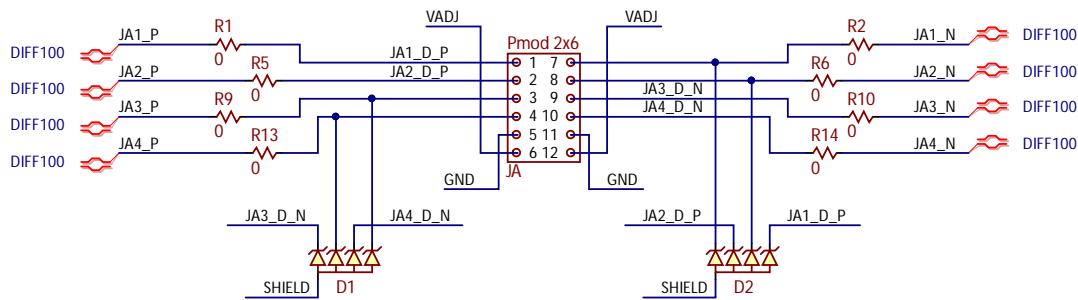 VADJ VADJ
R1 R2
JA1_P JA1_N
DIFF100 DIFF100
0 Pmod 2x6 0
JA1_D_P 1 7
JA2_P R5 JA2_D_P 2 8 R6 JA2_N
DIFF100 0 0 DIFF100
JA3_D_N
JA3_P R9 3 9 R10 JA3_N
JA4_D_N
DIFF100 0 4 10 0 DIFF100
JA4_P R13 5 11 R14 JA4_N
DIFF100 0 6 12 0 DIFF100
JA
GND GND
JA3_D_N JA4_D_N JA2_D_P JA1_D_P
SHIELD D1 SHIELD D2